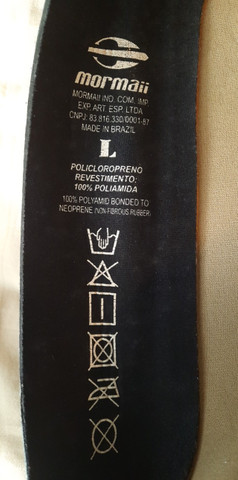 mormaii
MORMAII IND. COM. IMP.
EXP. ART. ESP. LTDA
CNPJ: 83.816.330/0001-87
MADE IN BRAZIL
L
POLICLOROPRENO
REVESTIMENTO:
100% POLIAMIDA
100% POLYAMID BONDED TO
NEOPRENE (NON-FIBROUS RUBBER)